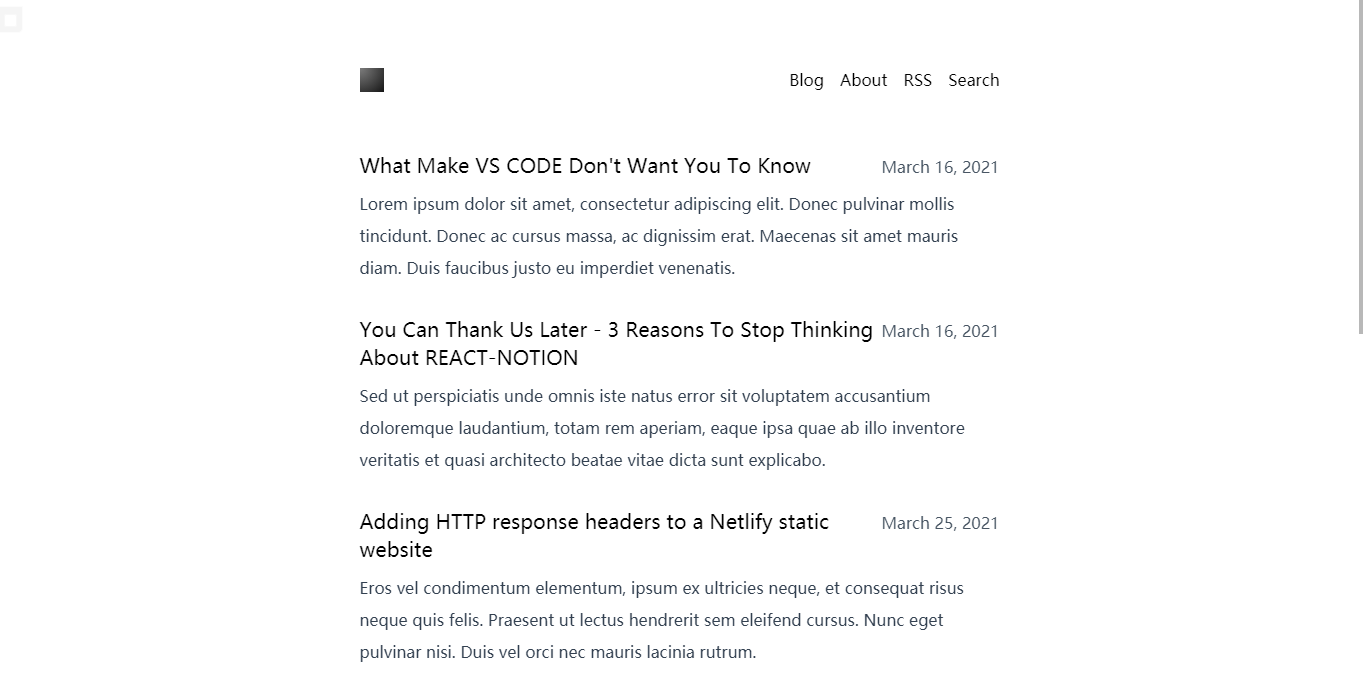 Blog About RSS Search
What Make VS CODE Don't Want You To Know
March 16, 2021
Lorem ipsum dolor sit amet, consectetur adipiscing elit. Donec pulvinar mollis
tincidunt. Donec ac cursus massa, ac dignissim erat. Maecenas sit amet mauris
diam. Duis faucibus justo eu imperdiet venenatis.
You Can Thank Us Later - 3 Reasons To Stop Thinking
About REACT-NOTION
March 16, 2021
Sed ut perspiciatis unde omnis iste natus error sit voluptatem accusantium
doloremque laudantium, totam rem aperiam, eaque ipsa quae ab illo inventore
veritatis et quasi architecto beatae vitae dicta sunt explicabo.
Adding HTTP response headers to a Netlify static
website
March 25, 2021
Eros vel condimentum elementum, ipsum ex ultricies neque, et consequat risus
neque quis felis. Praesent ut lectus hendrerit sem eleifend cursus. Nunc eget
pulvinar nisi. Duis vel orci nec mauris lacinia rutrum.